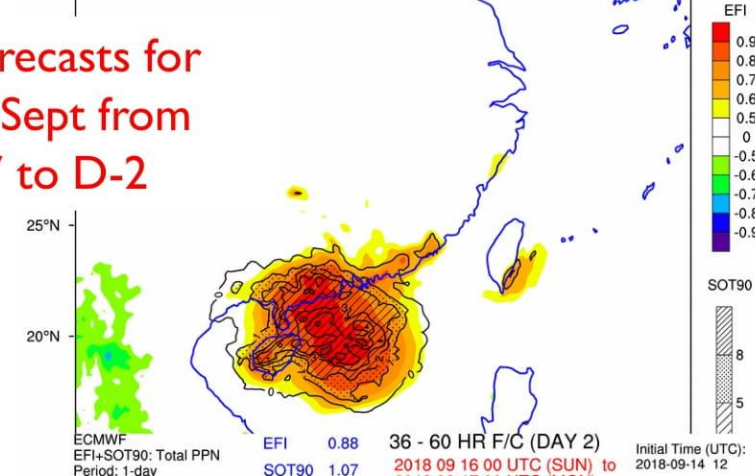 recasts for
Sept from
to D-2
EFI
0.9
0.8
0.7
0.6
0.5
0
-0.5
-0.6
-0.7
-0.8
-0.9
25°N
SOT90
20°N
8
5
ECMWF
EFI+SOT90: Total PPN
Period: 1-day
EFI 0.88
SOT90 1.07
36 - 60 HR F/C (DAY 2)
2018 09 16 00 UTC (SUN) to
Initial Time (UTC):
2018-09-14 12